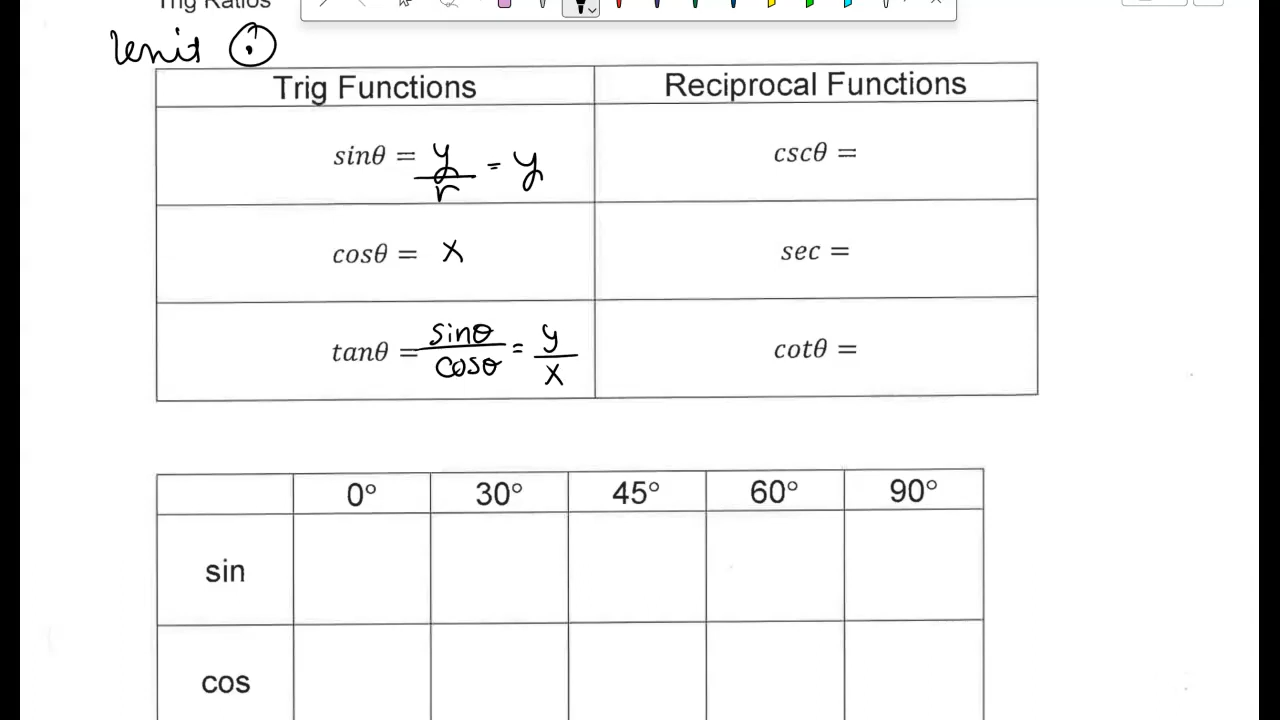 Trig Ratios
Unit
Trig Functions Reciprocal Functions
sinθ = y/r = y cscθ =
cosθ = x sec =
tanθ = sinθ/cosθ = y/x cotθ =
0° 30° 45° 60° 90°
sin
cos